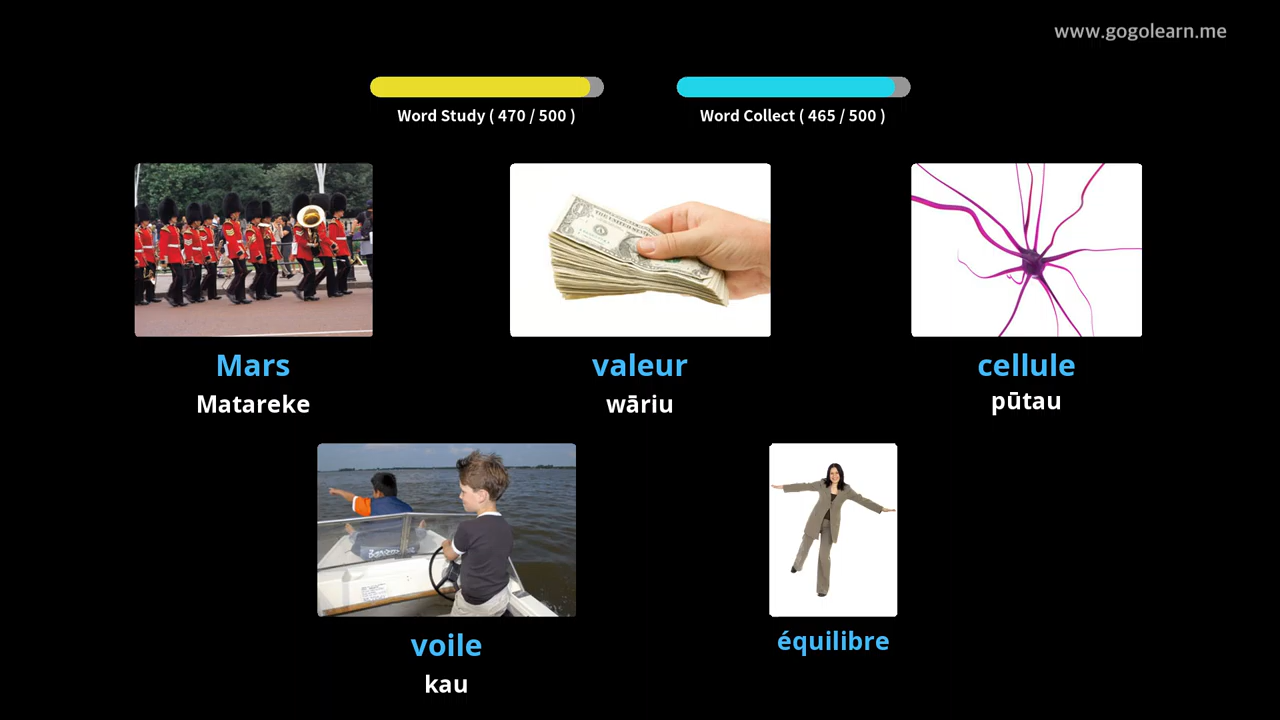 www.gogolearn.me
Word Study ( 470 / 500 )
Word Collect ( 465 / 500 )
Mars
Matareke
valeur
wāriu
cellule
pūtau
voile
kau
équilibre